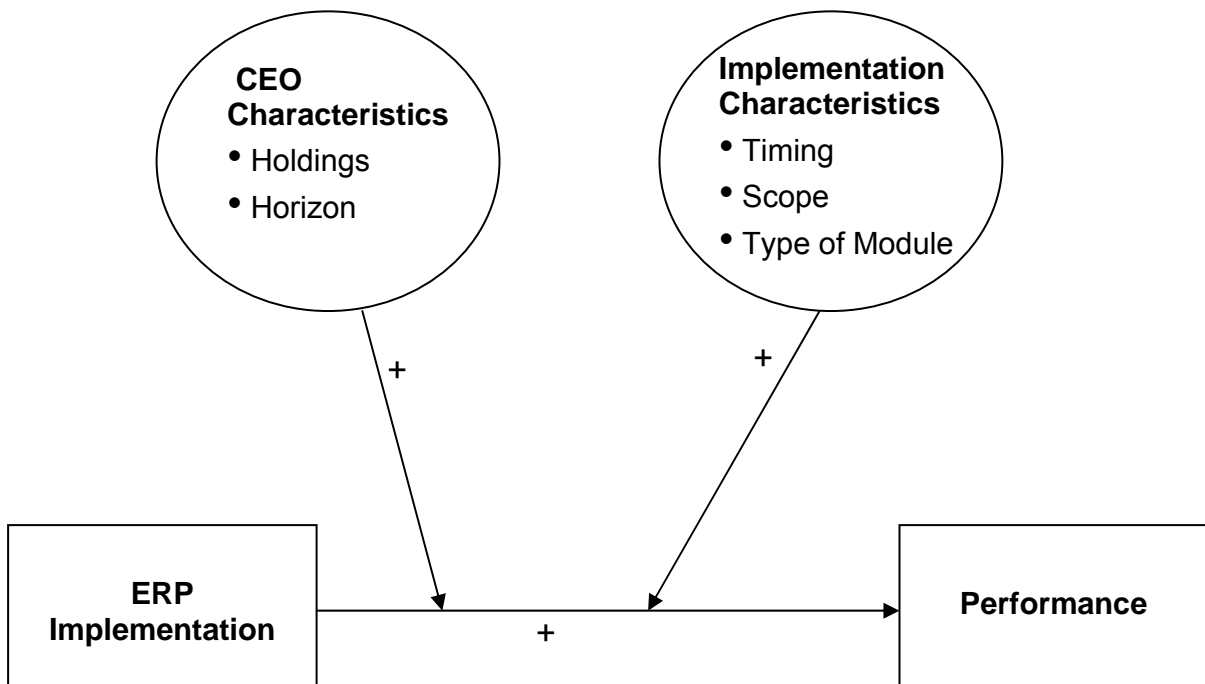 CEO
Characteristics
• Holdings
• Horizon
Implementation
Characteristics
• Timing
• Scope
• Type of Module
+
+
ERP
Implementation
+
Performance